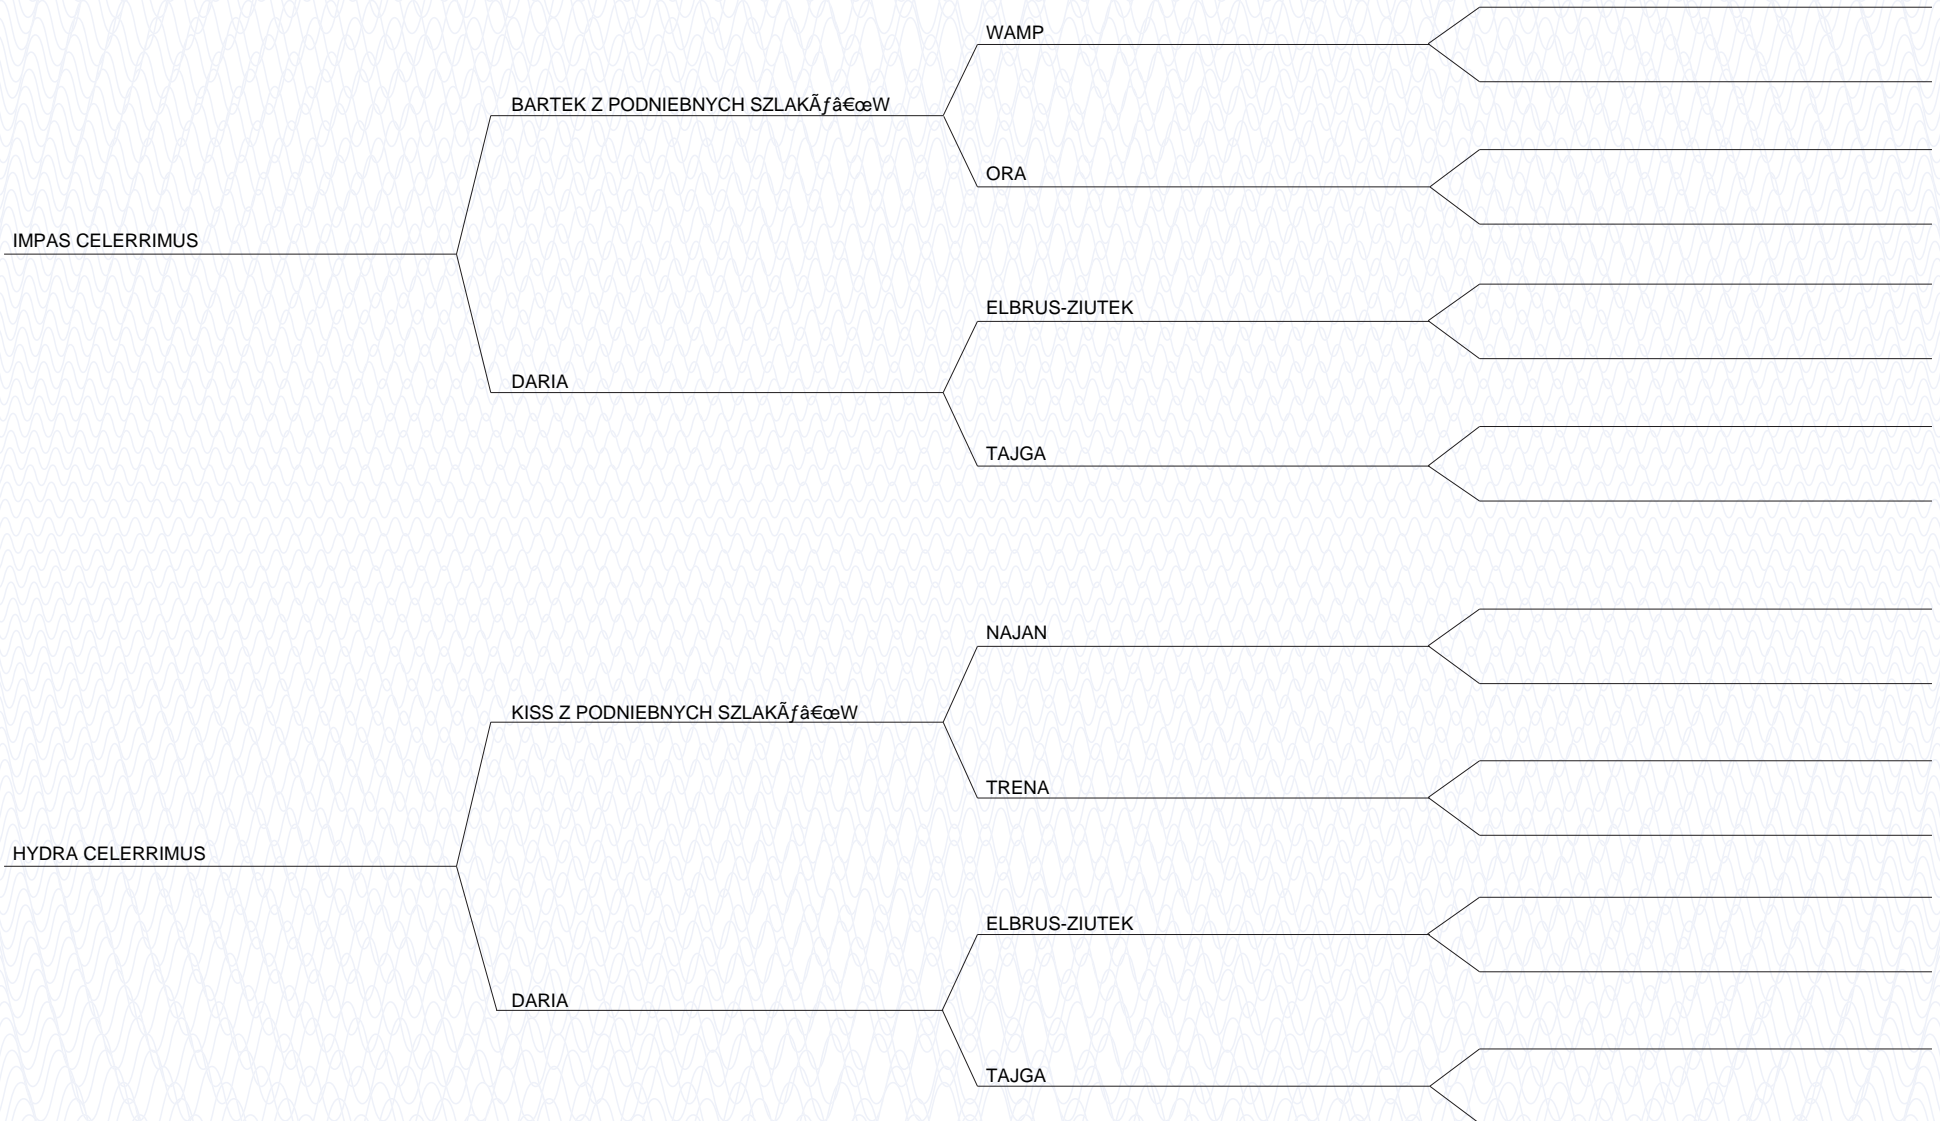 WAMP
BARTEK Z PODNIEBNYCH SZLAKÃƒâ€œW
ORA
IMPAS CELERRIMUS
ELBRUS-ZIUTEK
DARIA
TAJGA
NAJAN
KISS Z PODNIEBNYCH SZLAKÃƒâ€œW
TRENA
HYDRA CELERRIMUS
ELBRUS-ZIUTEK
DARIA
TAJGA